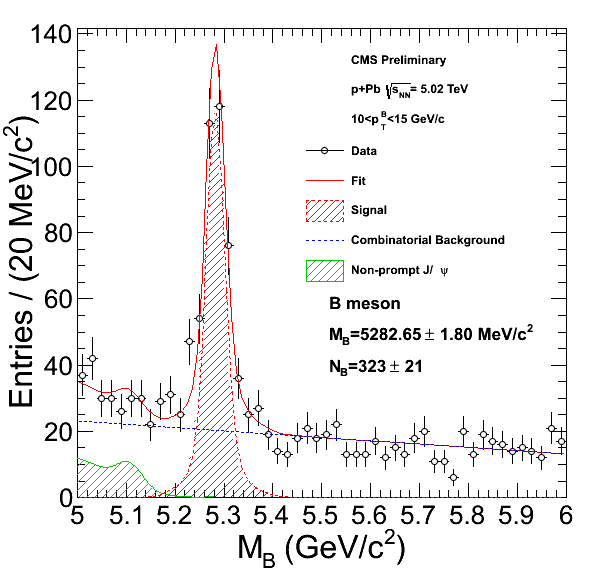 140
120
100
80
60
40
20
0
Entries / (20 MeV/c²)
CMS Preliminary
p+Pb √sNN= 5.02 TeV
10<pTB<15 GeV/c
Data
Fit
Signal
Combinatorial Background
Non-prompt J/ ψ
B meson
MB=5282.65 ± 1.80 MeV/c²
NB=323 ± 21
5 5.1 5.2 5.3 5.4 5.5 5.6 5.7 5.8 5.9 6
MB (GeV/c²)